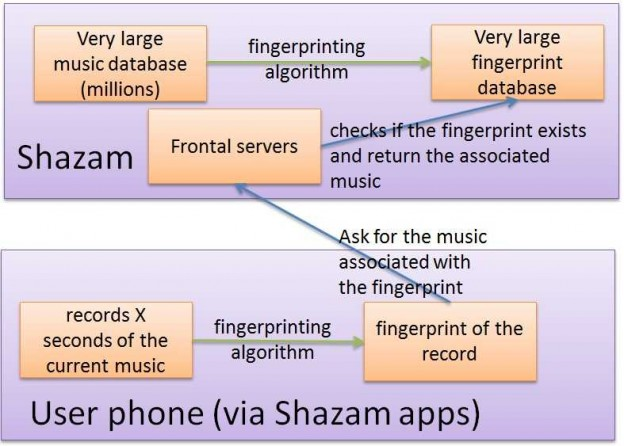 Very large
music database
(millions)
fingerprinting
algorithm
Very large
fingerprint
database
Shazam
Frontal servers
checks if the fingerprint exists
and return the associated
music
Ask for the music
associated with
the fingerprint
records X
seconds of the
current music
fingerprinting
algorithm
fingerprint of the
record
User phone (via Shazam apps)